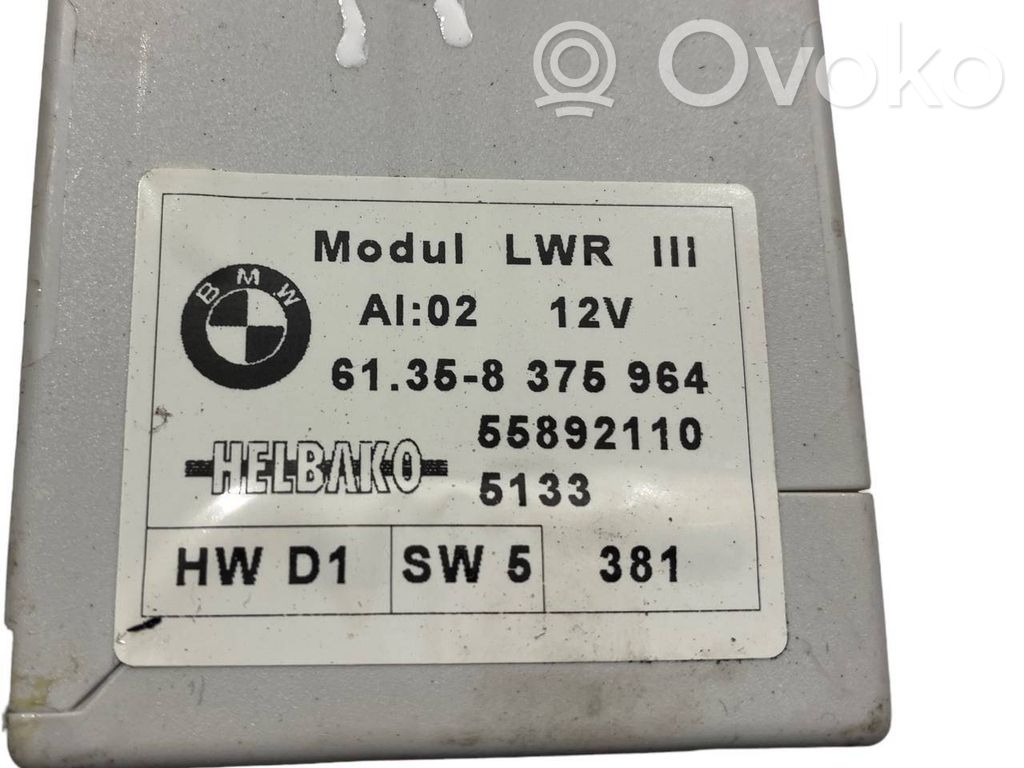 Ovoko
Modul LWR III
BMW
AI:02 12V
61.35-8 375 964
55892110
HELBAKO
5133
HW D1 SW 5 381